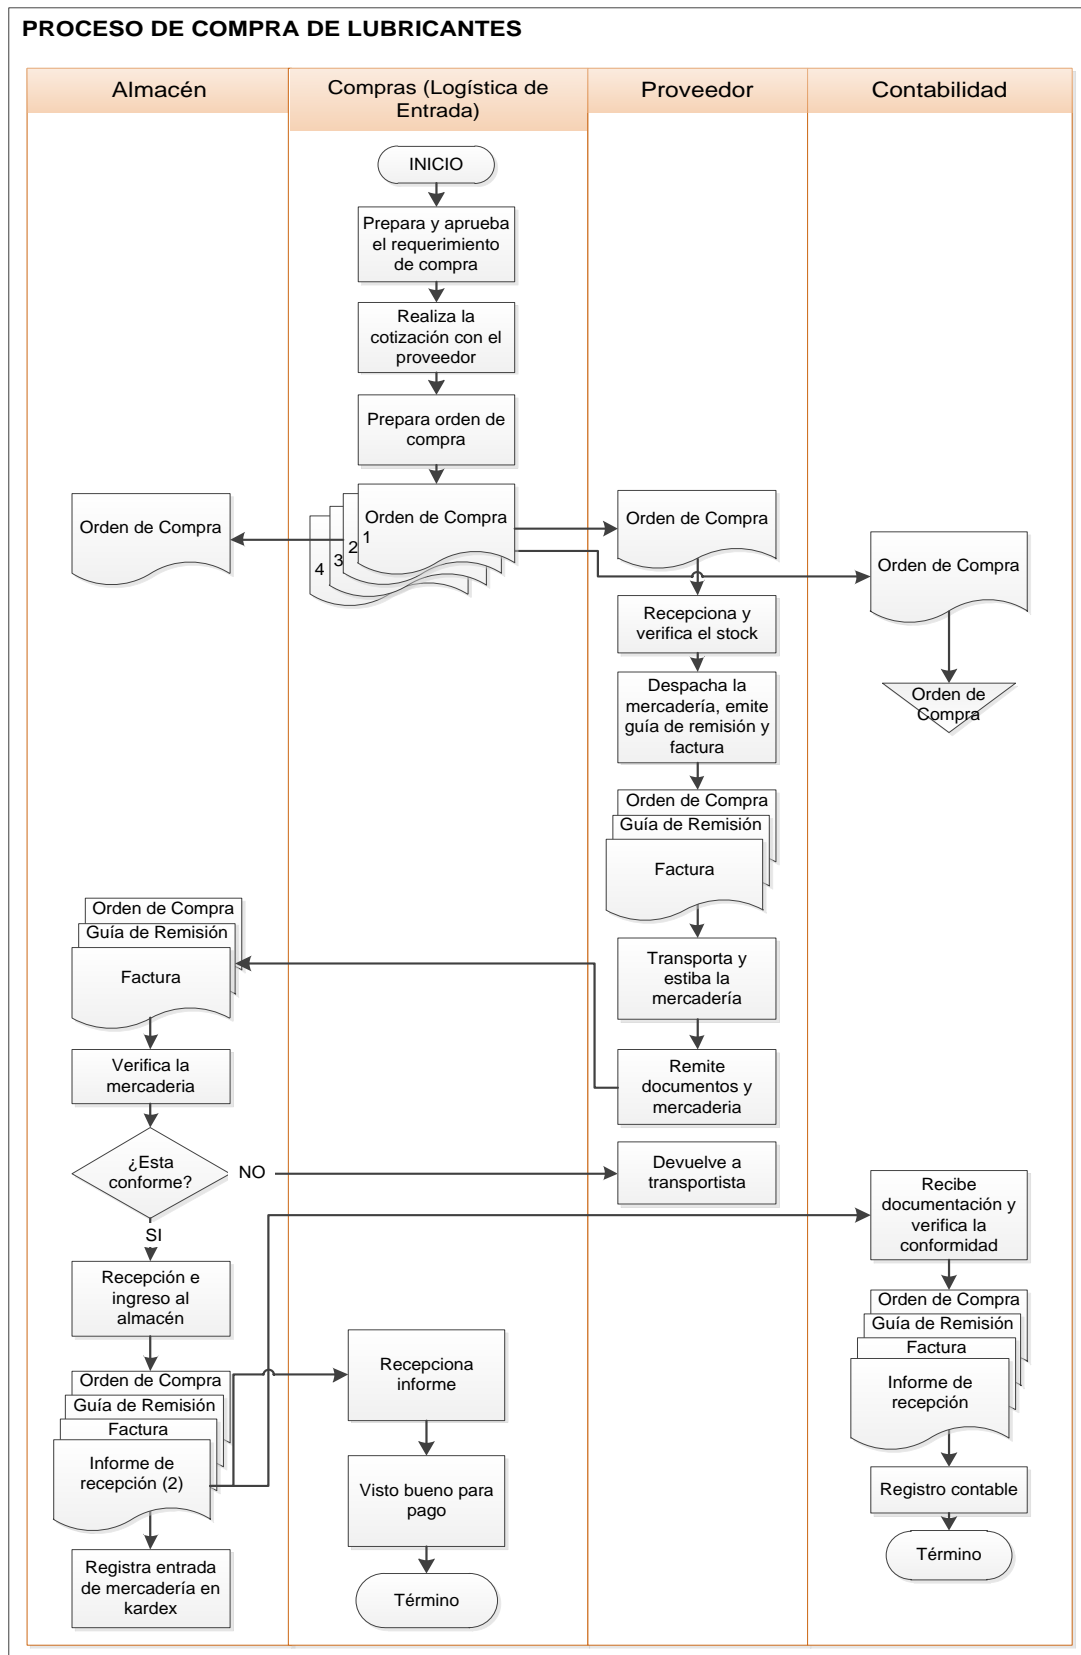 PROCESO DE COMPRA DE LUBRICANTES
Almacén
Compras (Logística de
Entrada)
Proveedor
Contabilidad
INICIO
Prepara y aprueba
el requerimiento
de compra
Realiza la
cotización con el
proveedor
Prepara orden de
compra
Orden de Compra
Orden de Compra
1
2
3
4
Orden de Compra
Orden de Compra
Recepciona y
verifica el stock
Orden de
Compra
Despacha la
mercadería, emite
guía de remisión y
factura
Orden de Compra
Guía de Remisión
Factura
Orden de Compra
Guía de Remisión
Factura
Transporta y
estiba la
mercadería
Verifica la
mercaderia
Remite
documentos y
mercaderia
¿Esta
conforme?
NO
Devuelve a
transportista
SI
Recibe
documentación y
verifica la
conformidad
Recepción e
ingreso al
almacén
Orden de Compra
Guía de Remisión
Factura
Informe de
recepción
Recepciona
informe
Orden de Compra
Guía de Remisión
Factura
Informe de
recepción (2)
Visto bueno para
pago
Registro contable
Registra entrada
de mercadería en
kardex
Término
Término